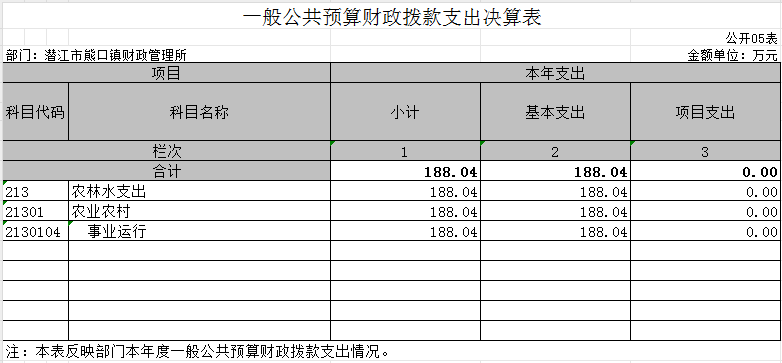 一般公共预算财政拨款支出决算表
公开05表
部门：潜江市熊口镇财政管理所 金额单位：万元
项目 本年支出
科目代码 科目名称 小计 基本支出 项目支出
栏次 1 2 3
合计 188.04 188.04 0.00
213 农林水支出 188.04 188.04 0.00
21301 农业农村 188.04 188.04 0.00
2130104 事业运行 188.04 188.04 0.00
注：本表反映部门本年度一般公共预算财政拨款支出情况。